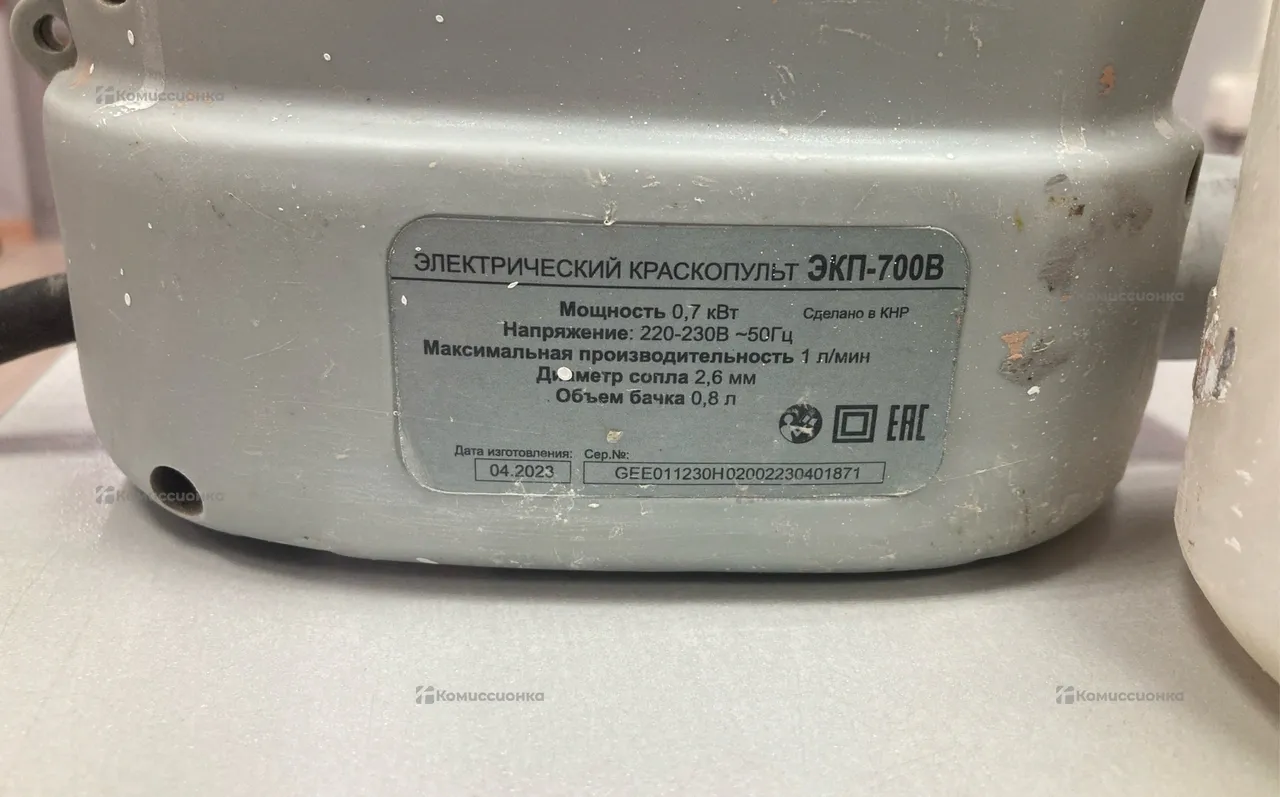 Комиссионка
ЭЛЕКТРИЧЕСКИЙ КРАСКОПУЛЬТ ЭКП-700В
Мощность 0,7 кВт
Сделано в КНР
Напряжение: 220-230В ~50Гц
Максимальная производительность 1 л/мин
Диаметр сопла 2,6 мм
Объем бачка 0,8 л
EAC
Дата изготовления: Сер.№:
04.2023 GEE011230H02002230401871
Комиссионка
Комиссионка
Комиссионка
Комиссионка